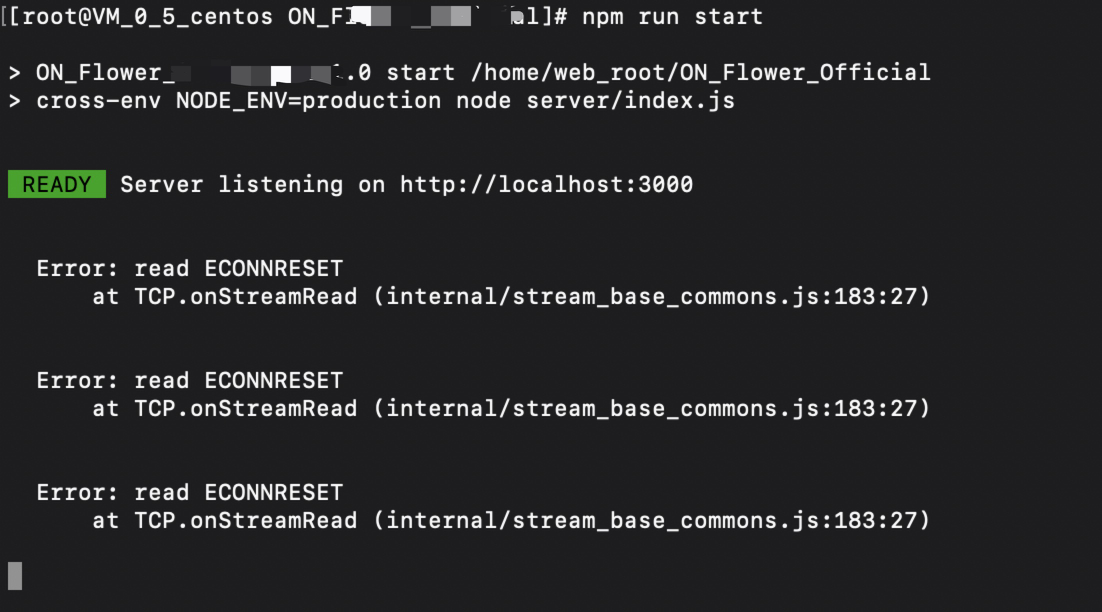 [[root@VM_0_5_centos ON_Fl al]# npm run start
> ON_Flower_ .0 start /home/web_root/ON_Flower_Official
> cross-env NODE_ENV=production node server/index.js
READY Server listening on http://localhost:3000
Error: read ECONNRESET
at TCP.onStreamRead (internal/stream_base_commons.js:183:27)
Error: read ECONNRESET
at TCP.onStreamRead (internal/stream_base_commons.js:183:27)
Error: read ECONNRESET
at TCP.onStreamRead (internal/stream_base_commons.js:183:27)